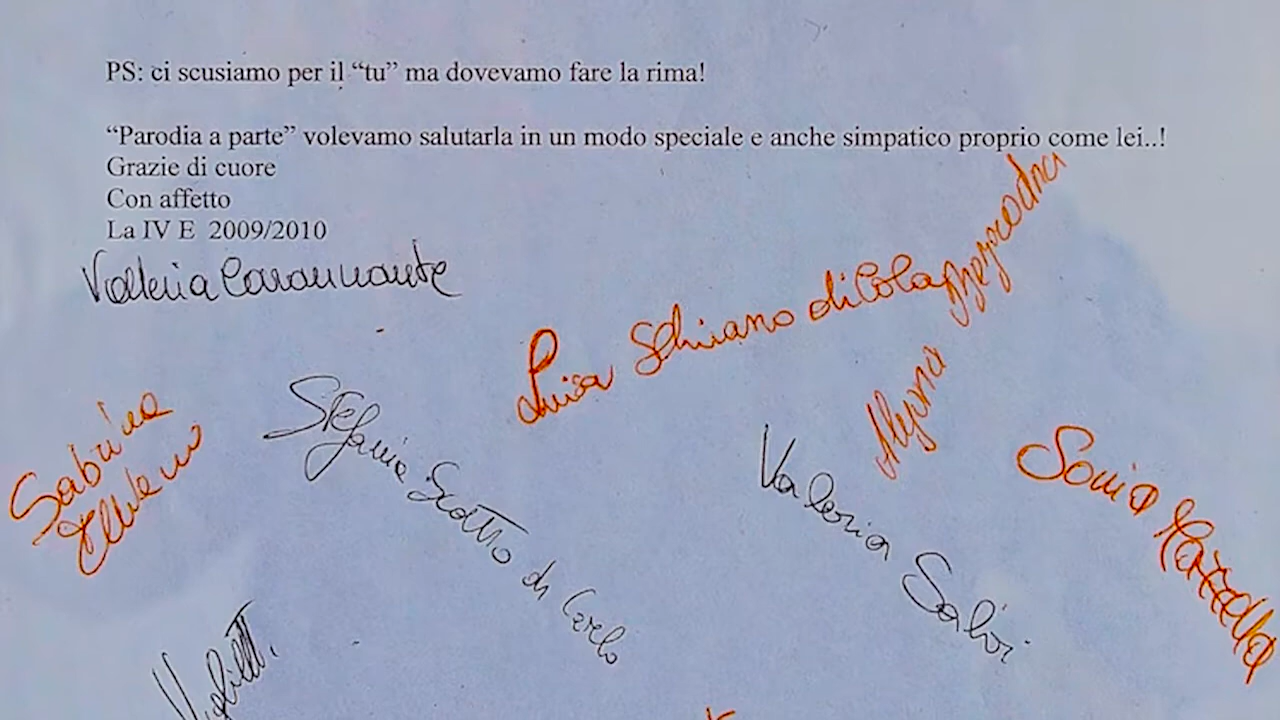 PS: ci scusiamo per il “tu” ma dovevamo fare la rima!
“Parodia a parte” volevamo salutarla in un modo speciale e anche simpatico proprio come lei..!
Grazie di cuore
Con affetto
La IV E 2009/2010
Valeria Carannante
Luisa Schiano di Cola
Sabrina
Stefania Scotto di Carlo
Valeria Salvi
Sonia